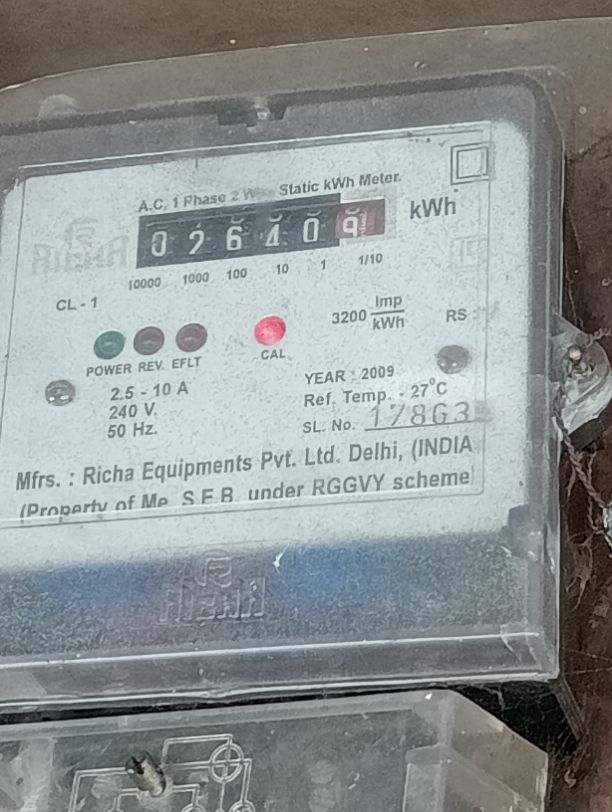 A.C. 1 Phase 2 W Static kWh Meter.
RICHA
0 2 6 4 0 9 kWh
10000 1000 100 10 1 1/10
CL - 1
3200 Imp/kWh
RS
POWER REV. EFLT
CAL
2.5 - 10 A
240 V.
50 Hz.
YEAR : 2009
Ref. Temp. - 27°C
SL. No. 17863
Mfrs. : Richa Equipments Pvt. Ltd. Delhi, (INDIA
(Property of Me. S.E.B. under RGGVY scheme
RICHA